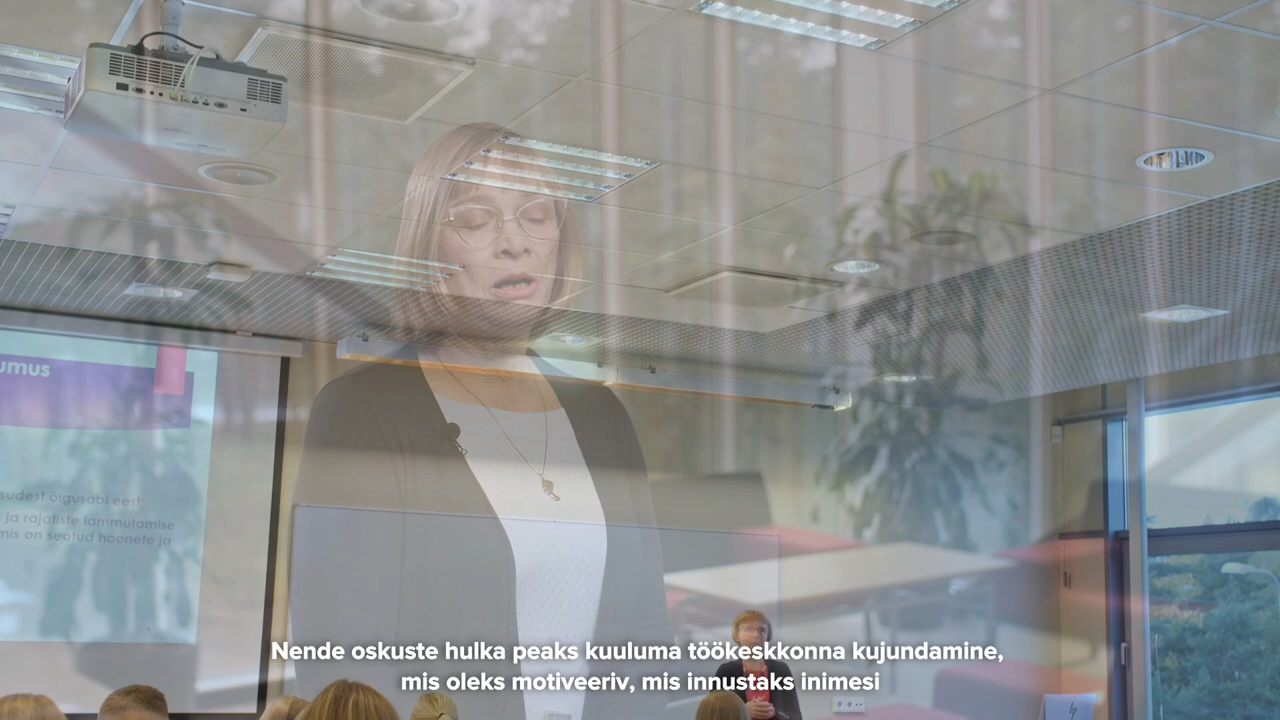 umus
sudest õigusabi eest;
ja rajatiste lammutamise
mis on seotud hoonete ja
Nende oskuste hulka peaks kuuluma töökeskkonna kujundamine,
mis oleks motiveeriv, mis innustaks inimesi